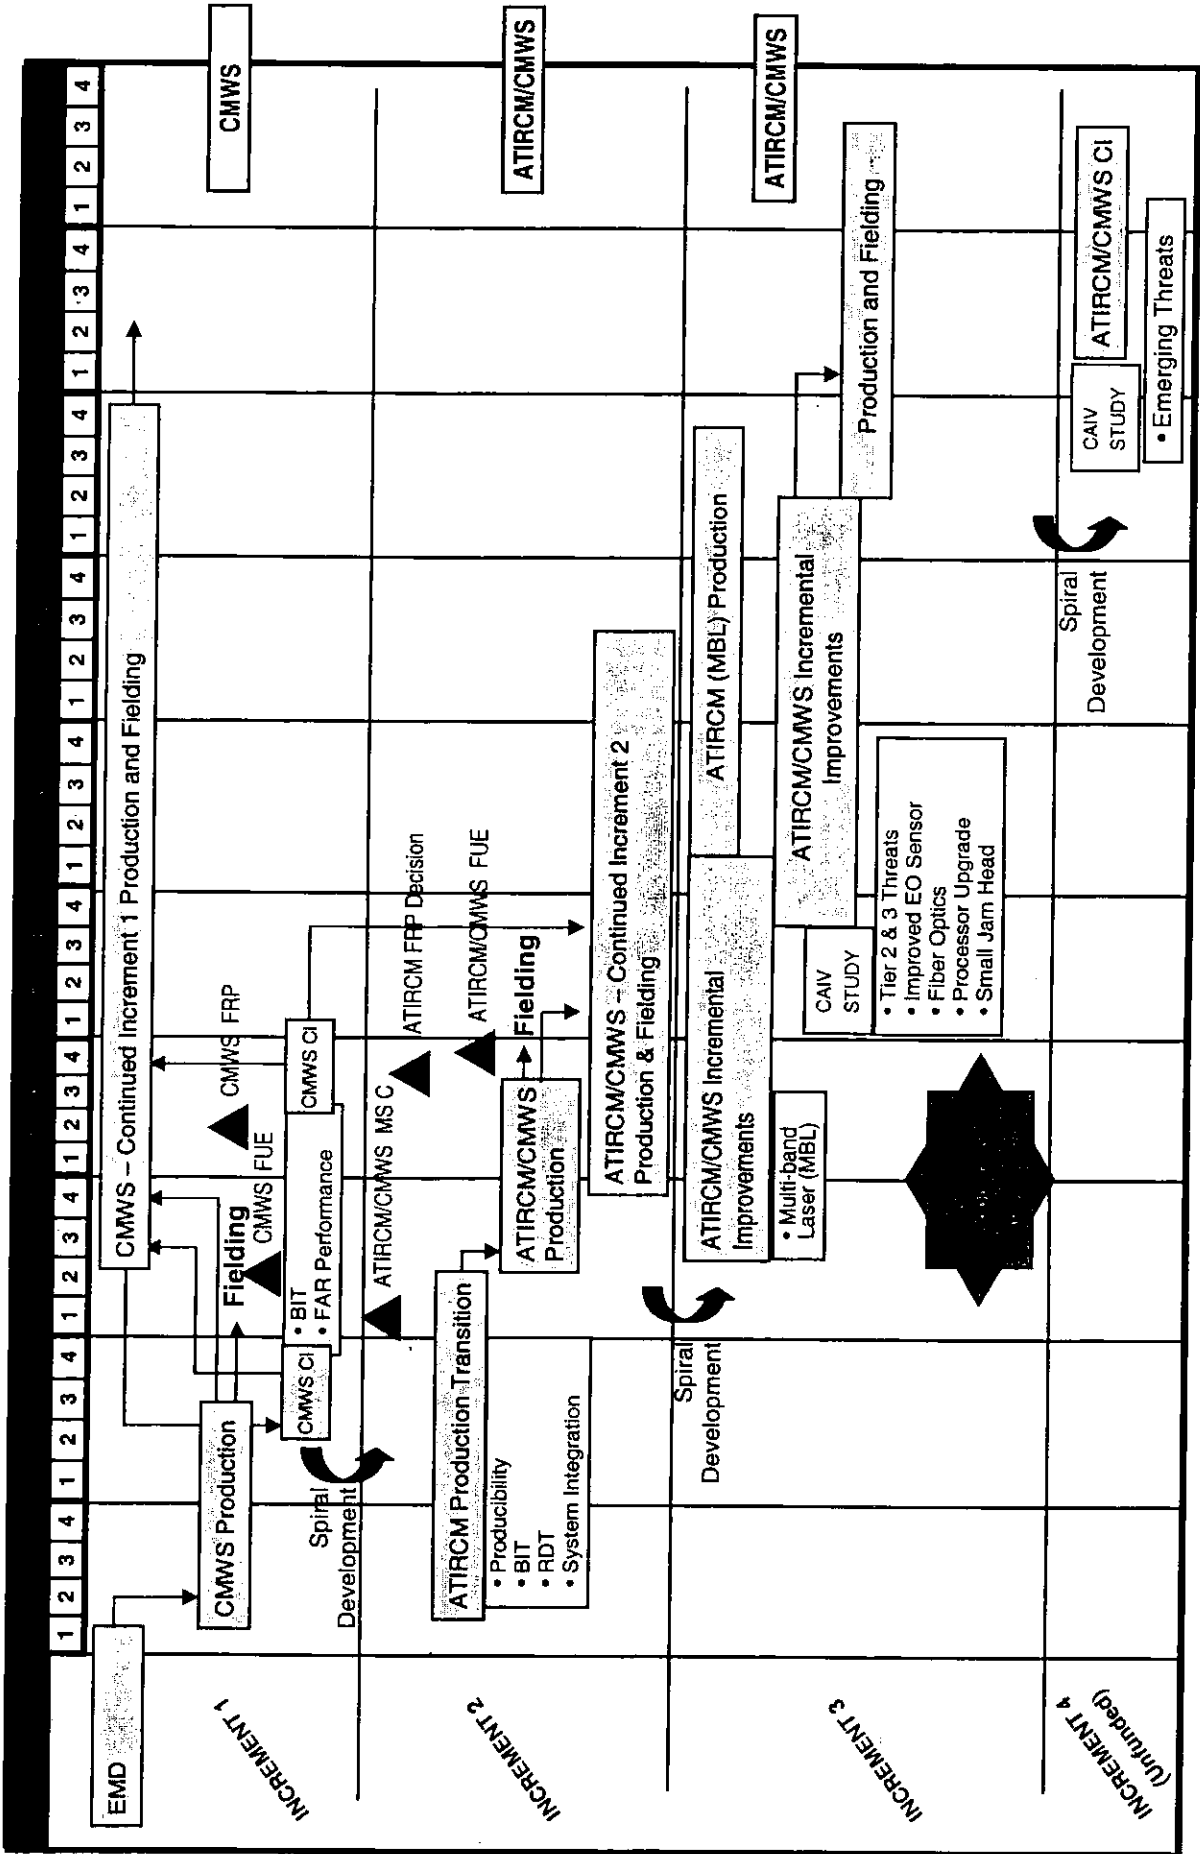 1 2 3 4 1 2 3 4 1 2 3 4 1 2 3 4 1 2 3 4 1 2 3 4 1 2 3 4 1 2 3 4 1 2 3 4 1 2 3 4
EMD
CMWS – Continued Increment 1 Production and Fielding
INCREMENT 1
CMWS Production
Fielding
CMWS FUE
CMWS FRP
CMWS
CMWS CI
• BIT
• FAR Performance
CMWS CI
Spiral
Development
ATIRCM/CMWS MS C
ATIRCM FRP Decision
ATIRCM/CMWS FUE
INCREMENT 2
ATIRCM Production Transition
• Producibility
• BIT
• RDT
• System Integration
ATIRCM/CMWS
Production
Fielding
ATIRCM/CMWS
ATIRCM/CMWS – Continued Increment 2
Production & Fielding
Spiral
Development
ATIRCM/CMWS Incremental
Improvements
• Multi-band
Laser (MBL)
ATIRCM (MBL) Production
ATIRCM/CMWS
INCREMENT 3
CAIV
STUDY
ATIRCM/CMWS Incremental
Improvements
• Tier 2 & 3 Threats
• Improved EO Sensor
• Fiber Optics
• Processor Upgrade
• Small Jam Head
Production and Fielding
Spiral
Development
INCREMENT 4
(Unfunded)
CAIV
STUDY
ATIRCM/CMWS CI
• Emerging Threats